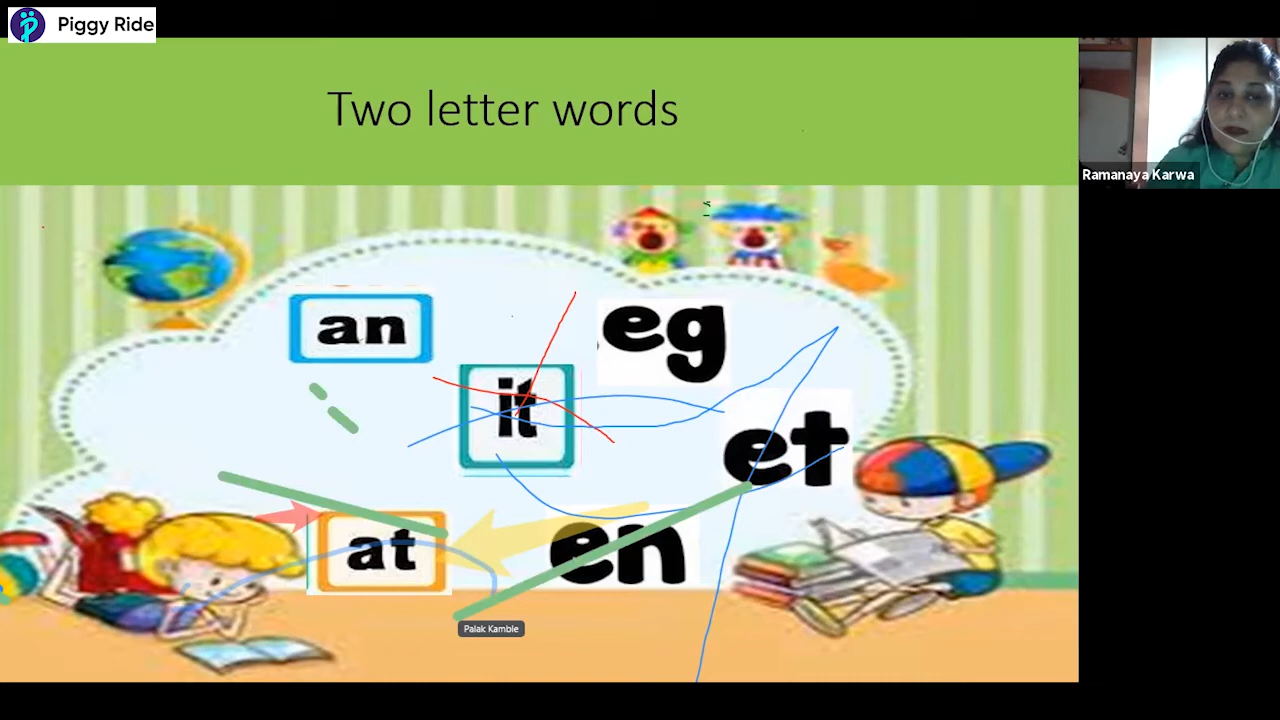 Piggy Ride
Two letter words
Ramanaya Karwa
an
eg
it
et
at
en
Palak Kamble